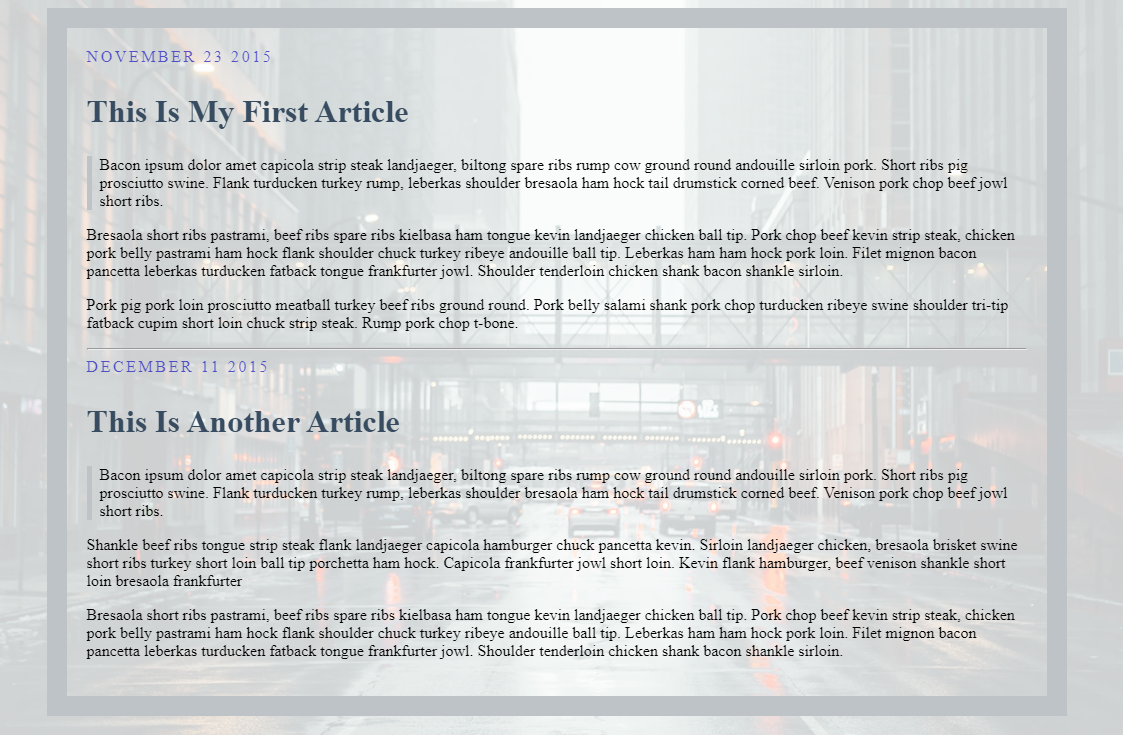 NOVEMBER 23 2015
This Is My First Article
Bacon ipsum dolor amet capicola strip steak landjaeger, biltong spare ribs rump cow ground round andouille sirloin pork. Short ribs pig
prosciutto swine. Flank turducken turkey rump, leberkas shoulder bresaola ham hock tail drumstick corned beef. Venison pork chop beef jowl
short ribs.
Bresaola short ribs pastrami, beef ribs spare ribs kielbasa ham tongue kevin landjaeger chicken ball tip. Pork chop beef kevin strip steak, chicken
pork belly pastrami ham hock flank shoulder chuck turkey ribeye andouille ball tip. Leberkas ham ham hock pork loin. Filet mignon bacon
pancetta leberkas turducken fatback tongue frankfurter jowl. Shoulder tenderloin chicken shank bacon shankle sirloin.
Pork pig pork loin prosciutto meatball turkey beef ribs ground round. Pork belly salami shank pork chop turducken ribeye swine shoulder tri-tip
fatback cupim short loin chuck strip steak. Rump pork chop t-bone.
DECEMBER 11 2015
This Is Another Article
Bacon ipsum dolor amet capicola strip steak landjaeger, biltong spare ribs rump cow ground round andouille sirloin pork. Short ribs pig
prosciutto swine. Flank turducken turkey rump, leberkas shoulder bresaola ham hock tail drumstick corned beef. Venison pork chop beef jowl
short ribs.
Shankle beef ribs tongue strip steak flank landjaeger capicola hamburger chuck pancetta kevin. Sirloin landjaeger chicken, bresaola brisket swine
short ribs turkey short loin ball tip porchetta ham hock. Capicola frankfurter jowl short loin. Kevin flank hamburger, beef venison shankle short
loin bresaola frankfurter
Bresaola short ribs pastrami, beef ribs spare ribs kielbasa ham tongue kevin landjaeger chicken ball tip. Pork chop beef kevin strip steak, chicken
pork belly pastrami ham hock flank shoulder chuck turkey ribeye andouille ball tip. Leberkas ham ham hock pork loin. Filet mignon bacon
pancetta leberkas turducken fatback tongue frankfurter jowl. Shoulder tenderloin chicken shank bacon shankle sirloin.